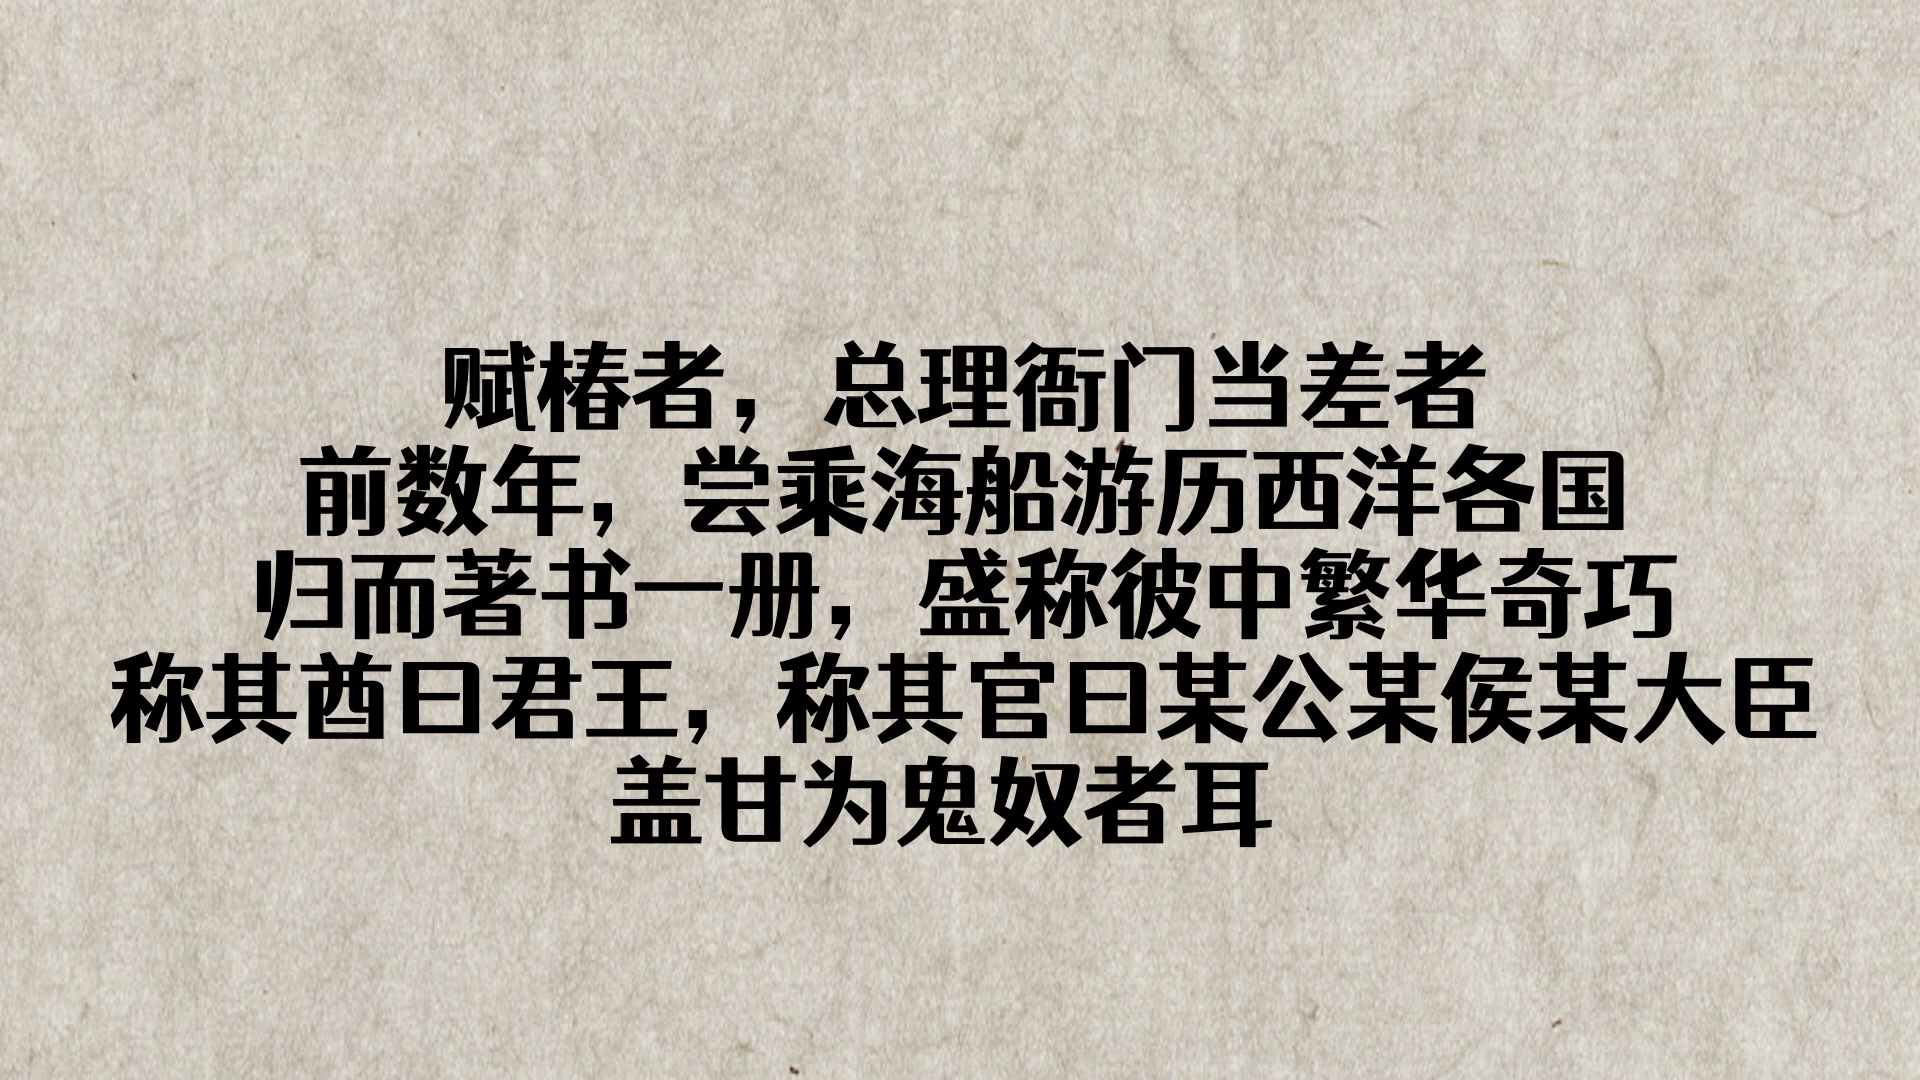 赋椿者，总理衙门当差者
前数年，尝乘海船游历西洋各国
归而著书一册，盛称彼中繁华奇巧
称其酋曰君王，称其官曰某公某侯某大臣
盖甘为鬼奴者耳